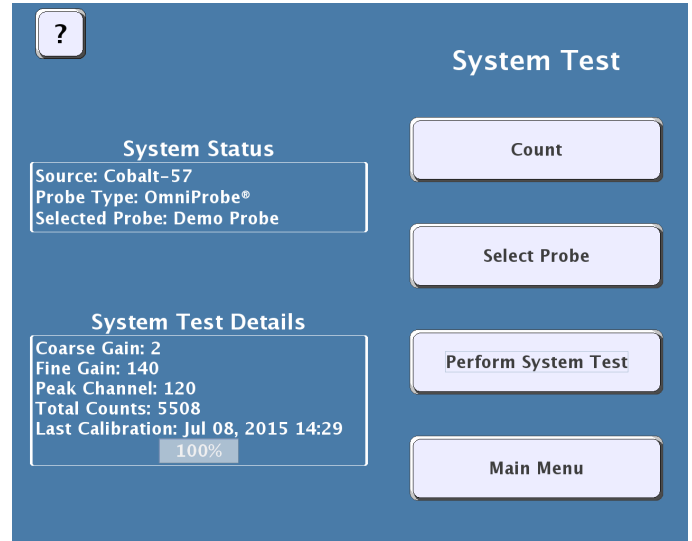 ?
System Test
System Status
Source: Cobalt-57
Probe Type: OmniProbe®
Selected Probe: Demo Probe
System Test Details
Coarse Gain: 2
Fine Gain: 140
Peak Channel: 120
Total Counts: 5508
Last Calibration: Jul 08, 2015 14:29
100%
Count
Select Probe
Perform System Test
Main Menu